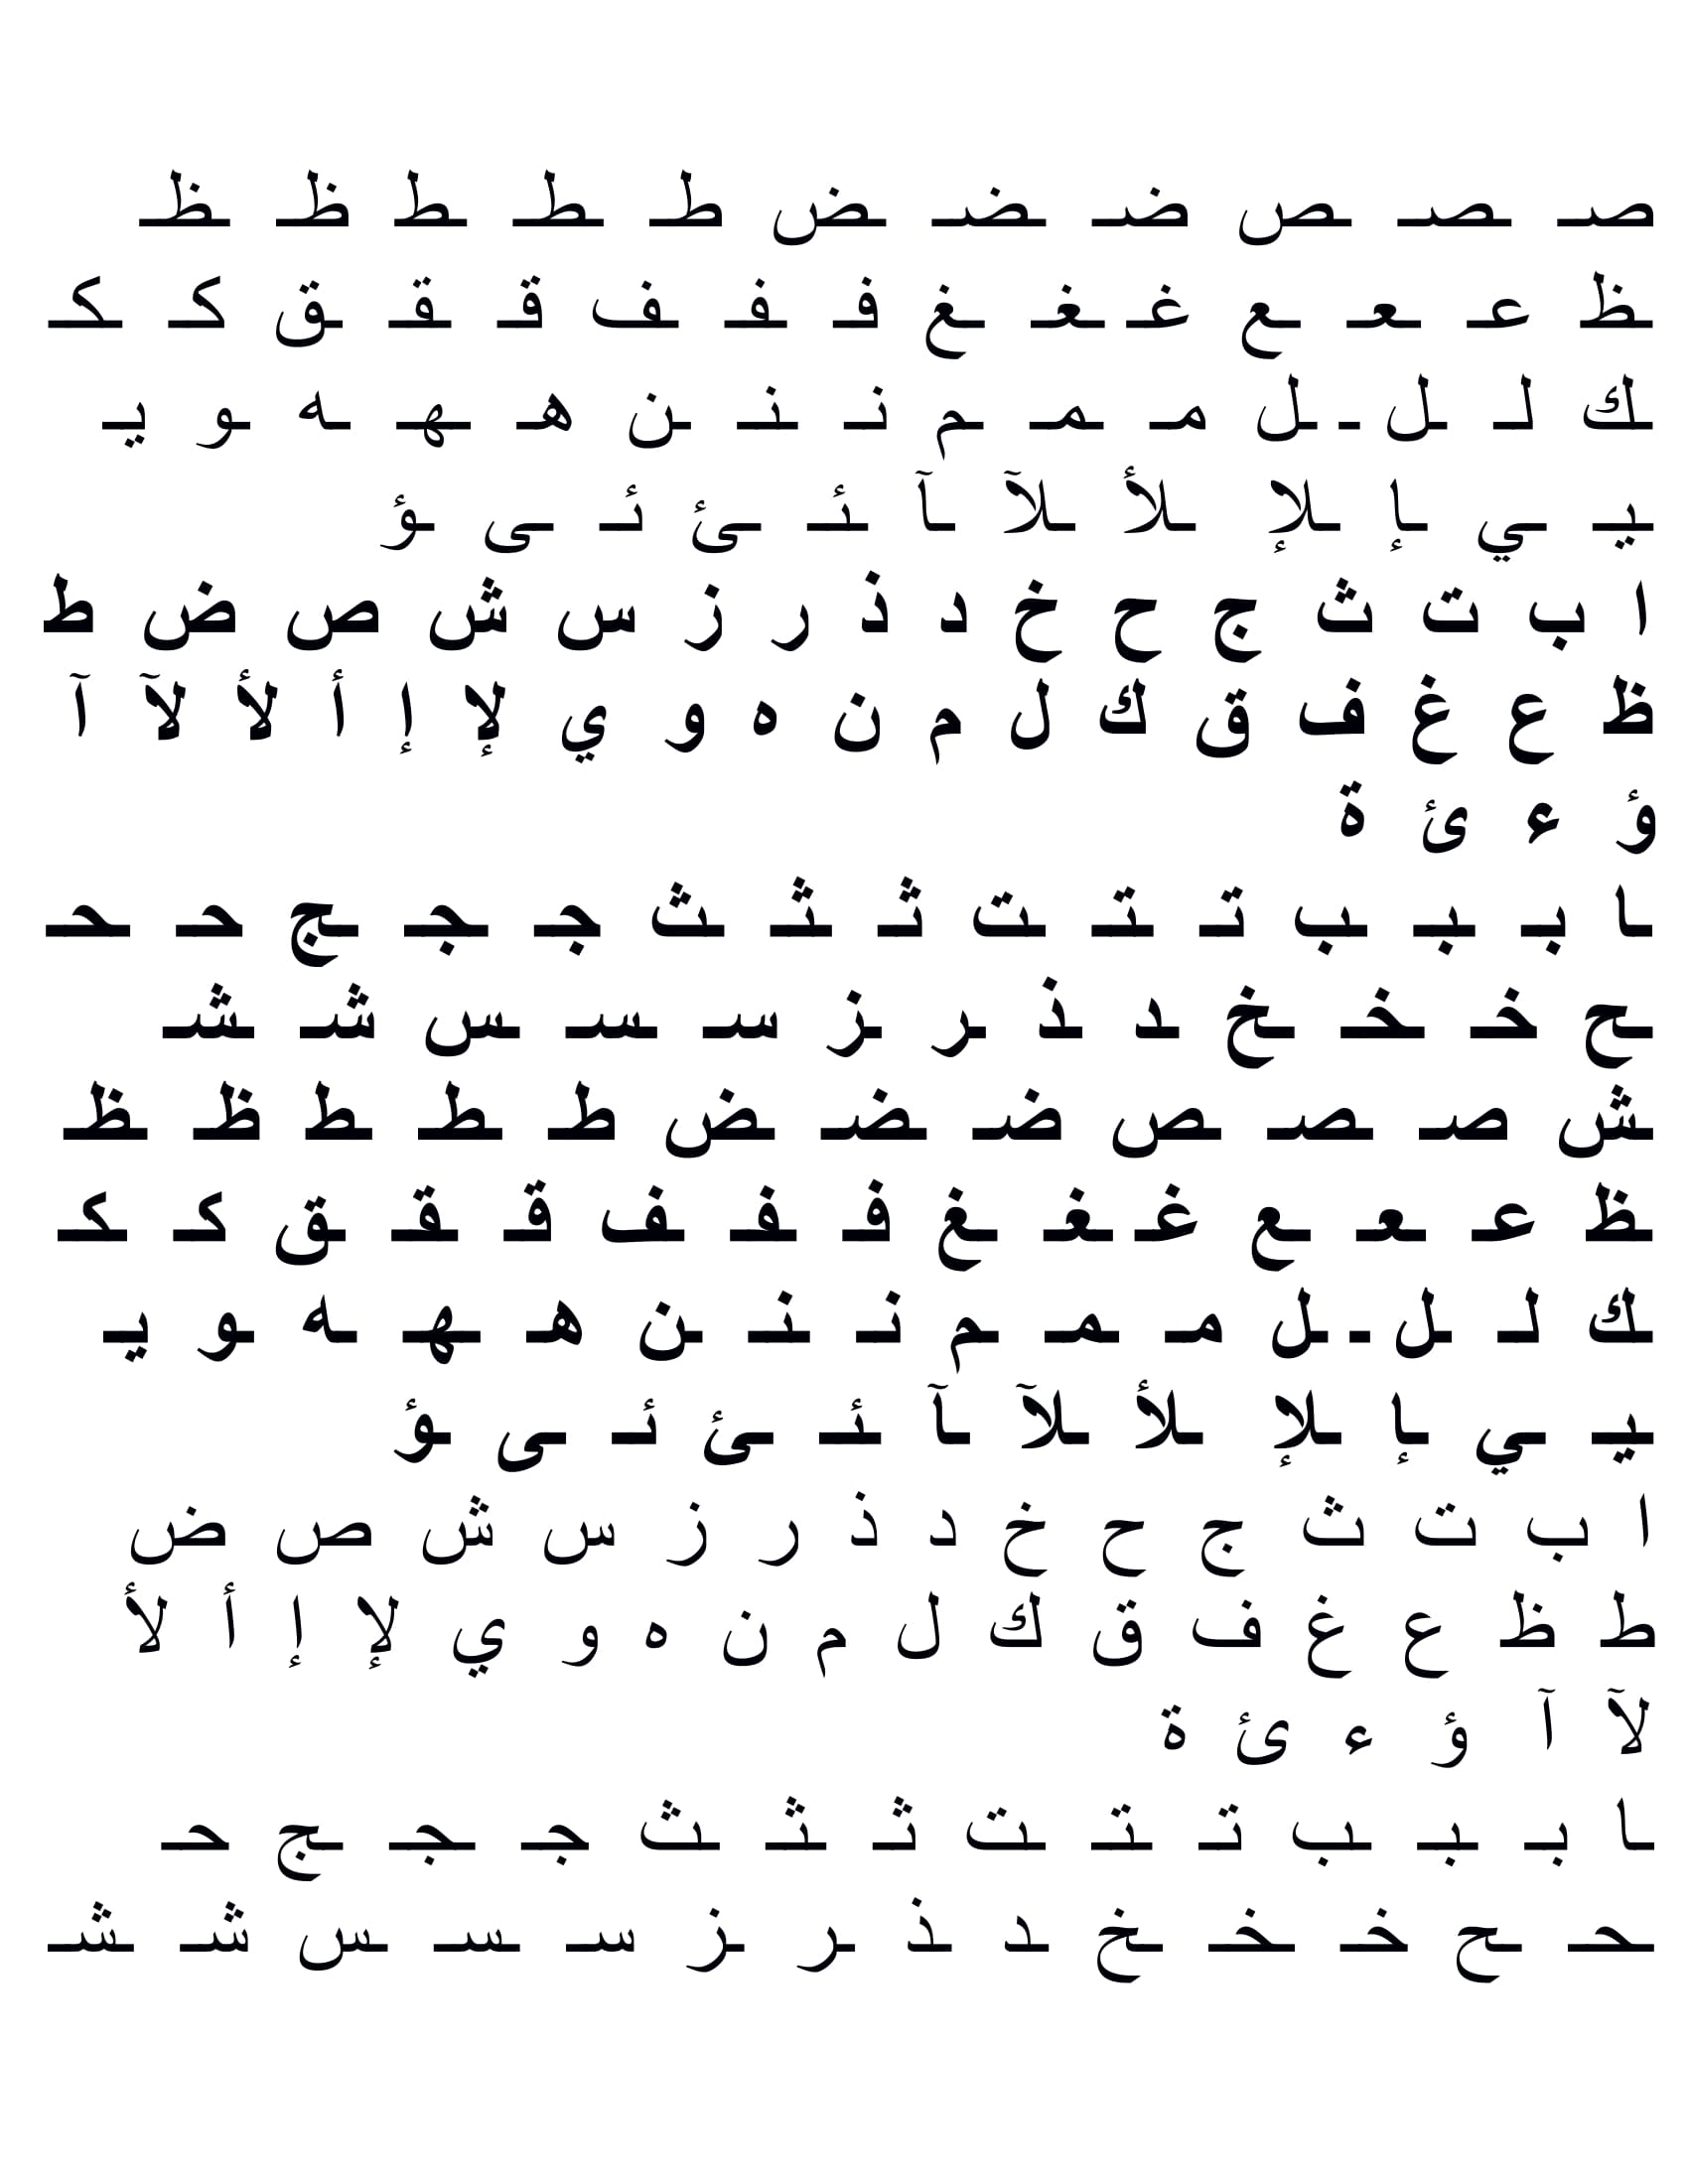 صـ ـصـ ـص ضـ ـضـ ـض طـ ـطـ ـط ظـ ـظـ
ـظ عـ ـعـ ـع غـ ـغـ ـغ فـ ـفـ ـف قـ ـقـ ـق كـ ـكـ
ـك لـ ـل ـ ـل مـ ـمـ ـم نـ ـنـ ـن هـ ـهـ ـه ـو يـ
ـيـ ـي ـإ ـلإ ـلأ ـلآ ـآ ـئـ ـئ ئـ ـى ـؤ
ا ب ت ث ج ح خ د ذ ر ز س ش ص ض ط
ظ ع غ ف ق ك ل م ن ه و ي لإ إ أ لأ لآ آ
ؤ ء ئ ة
ـا بـ ـبـ ـب تـ ـتـ ـت ثـ ـثـ ـث جـ ـجـ ـج حـ ـحـ
ـح خـ ـخـ ـخ ـد ـذ ـر ـز سـ ـسـ ـس شـ ـشـ
ـش صـ ـصـ ـص ضـ ـضـ ـض طـ ـطـ ـط ظـ ـظـ
ـظ عـ ـعـ ـع غـ ـغـ ـغ فـ ـفـ ـف قـ ـقـ ـق كـ ـكـ
ـك لـ ـل ـ ـل مـ ـمـ ـم نـ ـنـ ـن هـ ـهـ ـه ـو يـ
ـيـ ـي ـإ ـلإ ـلأ ـلآ ـآ ـئـ ـئ ئـ ـى ـؤ
ا ب ت ث ج ح خ د ذ ر ز س ش ص ض
ط ظ ع غ ف ق ك ل م ن ه و ي لإ إ أ لأ
لآ آ ؤ ء ئ ة
ـا بـ ـبـ ـب تـ ـتـ ـت ثـ ـثـ ـث جـ ـجـ ـج حـ
ـحـ ـح خـ ـخـ ـخ ـد ـذ ـر ـز سـ ـسـ ـس شـ ـشـ